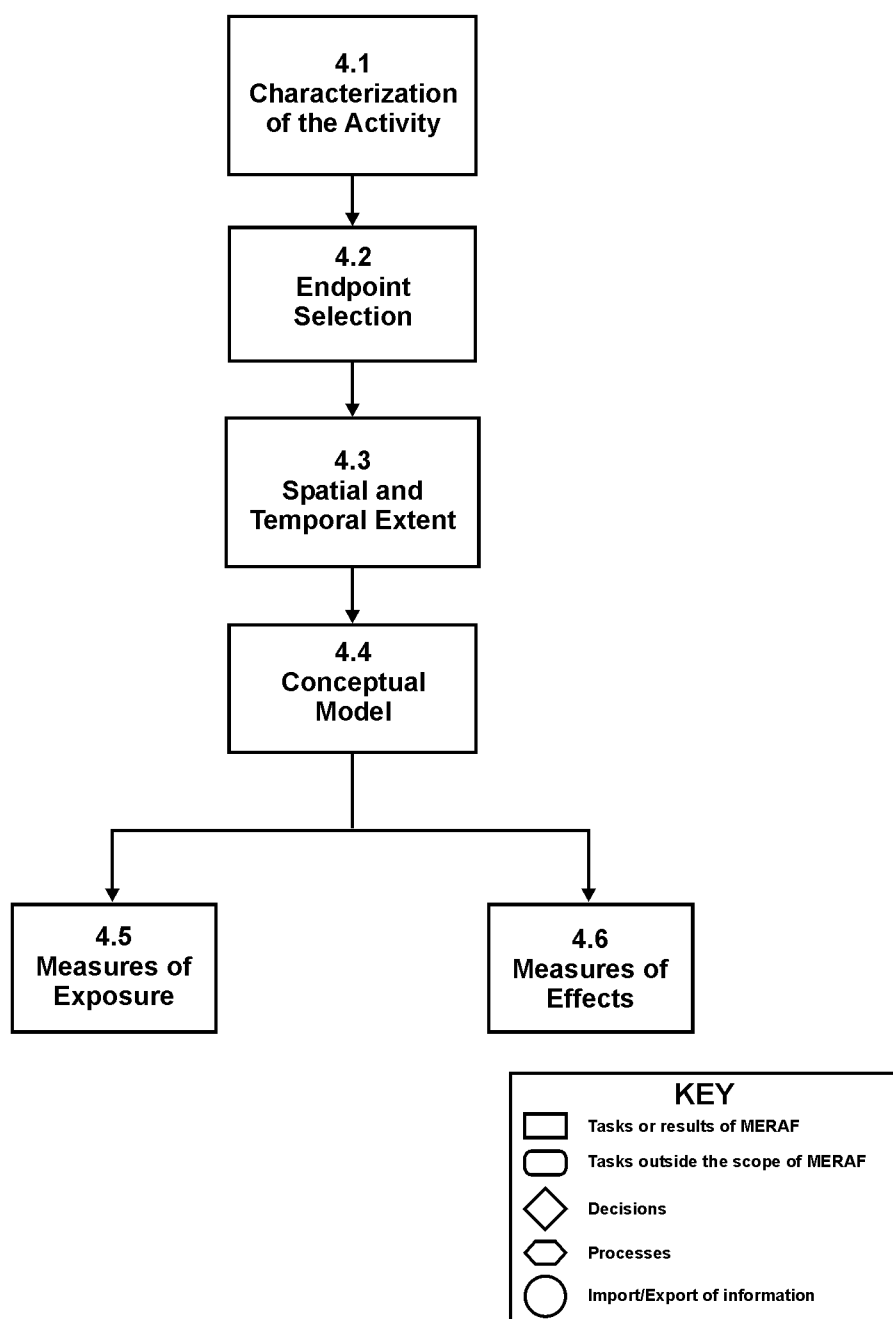 4.1
Characterization
of the Activity
4.2
Endpoint
Selection
4.3
Spatial and
Temporal Extent
4.4
Conceptual
Model
4.5
Measures of
Exposure
4.6
Measures of
Effects
KEY
Tasks or results of MERAF
Tasks outside the scope of MERAF
Decisions
Processes
Import/Export of information